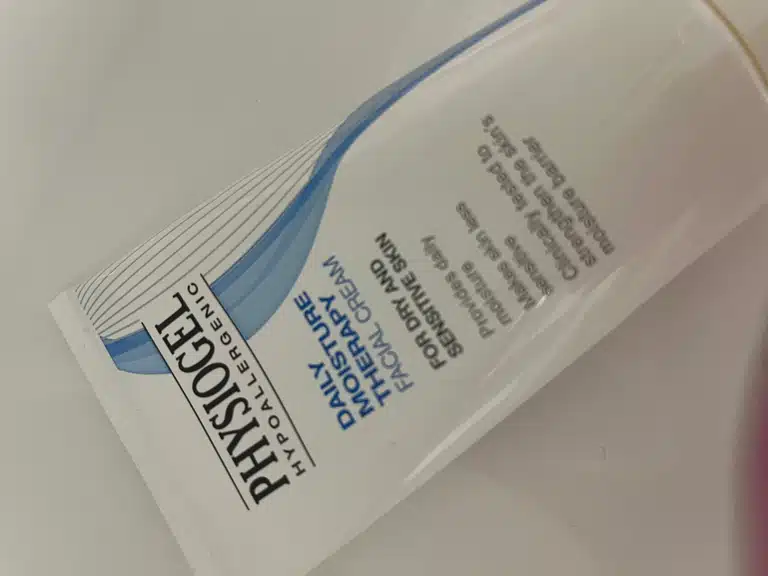 PHYSIOGEL
HYPOALLERGENIC
DAILY
MOISTURE
THERAPY
FACIAL CREAM
FOR DRY AND
SENSITIVE SKIN
Provides daily
moisture
Makes skin less
sensitive
Clinically tested to
strengthen the skin's
moisture barrier